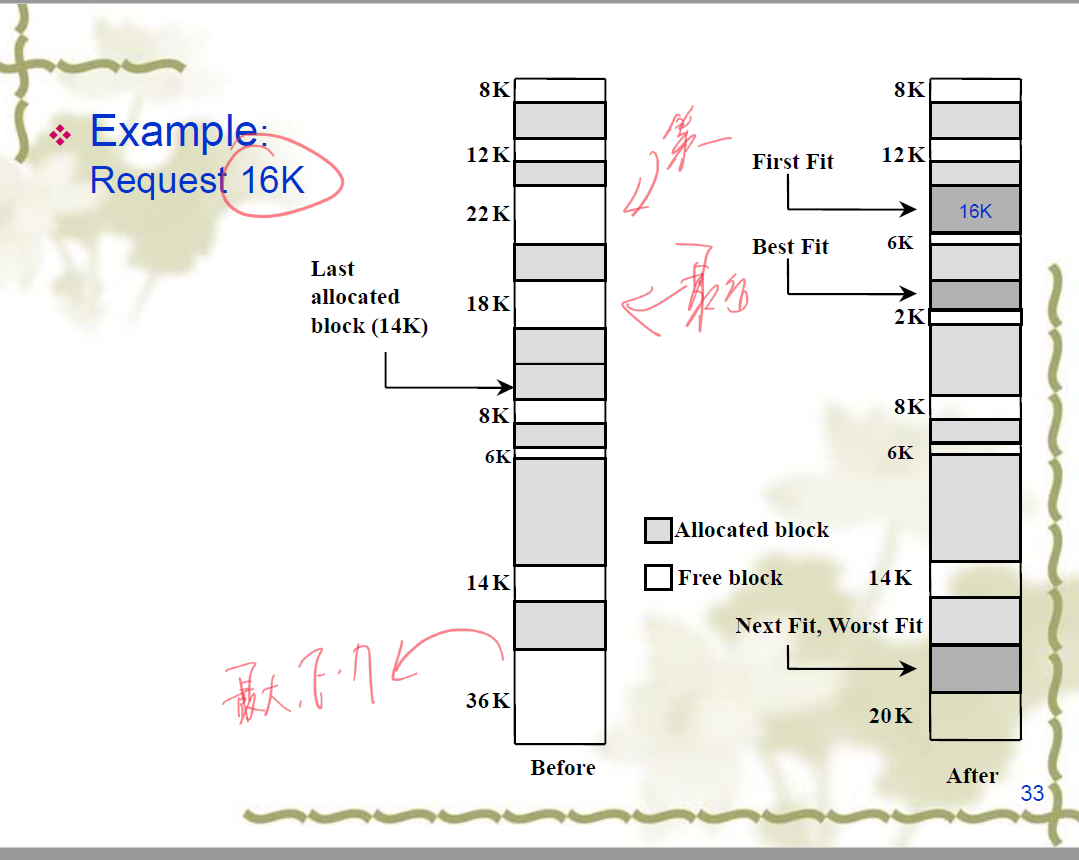 Example:
Request 16K
Last
allocated
block (14K)
8K
12K
22K
18K
8K
6K
14K
36K
Before
第一
最
最大.下.
First Fit
Best Fit
Allocated block
Free block
Next Fit, Worst Fit
8K
12K
16K
6K
2K
8K
6K
14K
20K
After
33